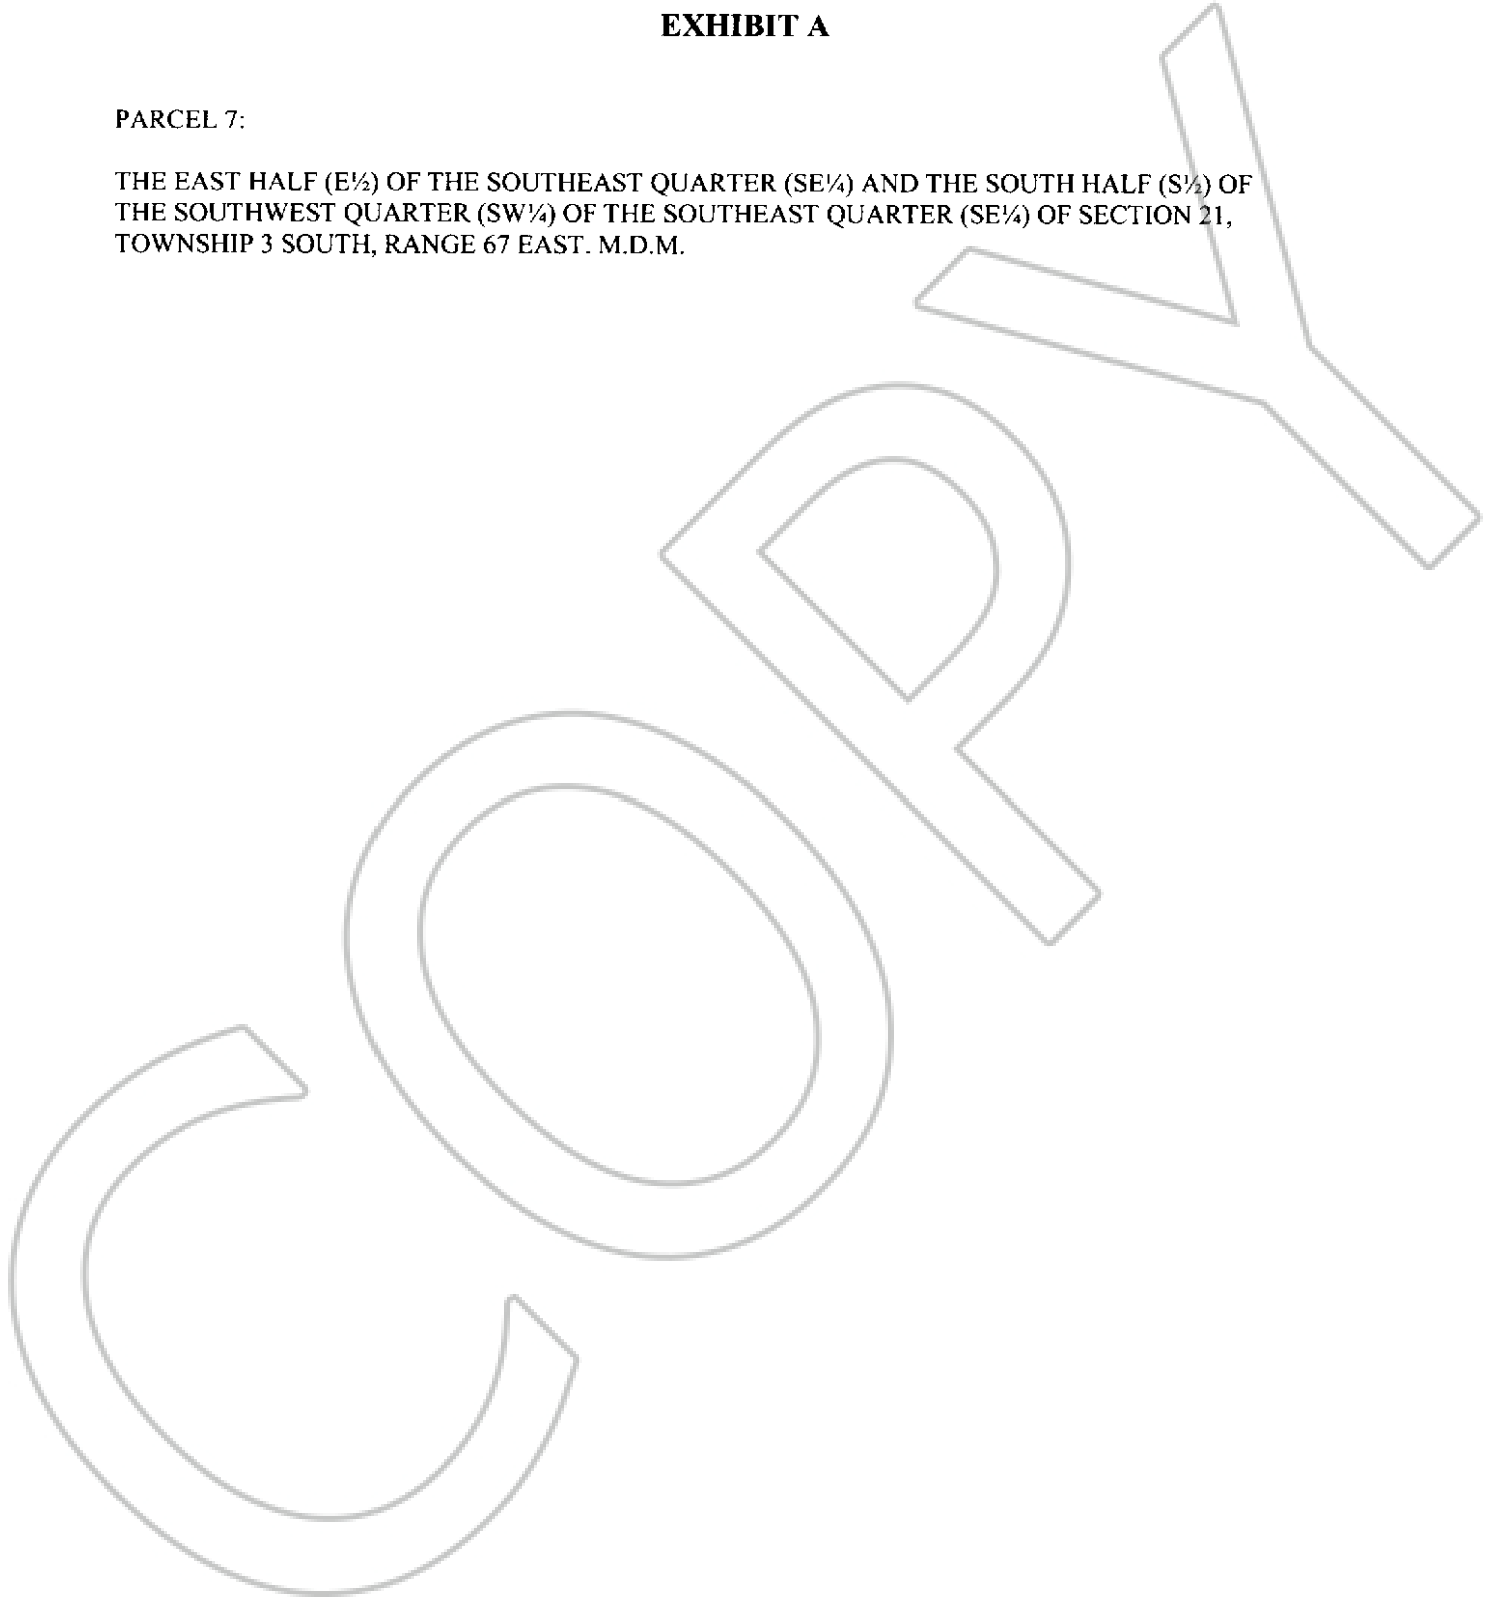 EXHIBIT A
PARCEL 7:
THE EAST HALF (E½) OF THE SOUTHEAST QUARTER (SE¼) AND THE SOUTH HALF (S½) OF
THE SOUTHWEST QUARTER (SW¼) OF THE SOUTHEAST QUARTER (SE¼) OF SECTION 21,
TOWNSHIP 3 SOUTH, RANGE 67 EAST. M.D.M.
COPY